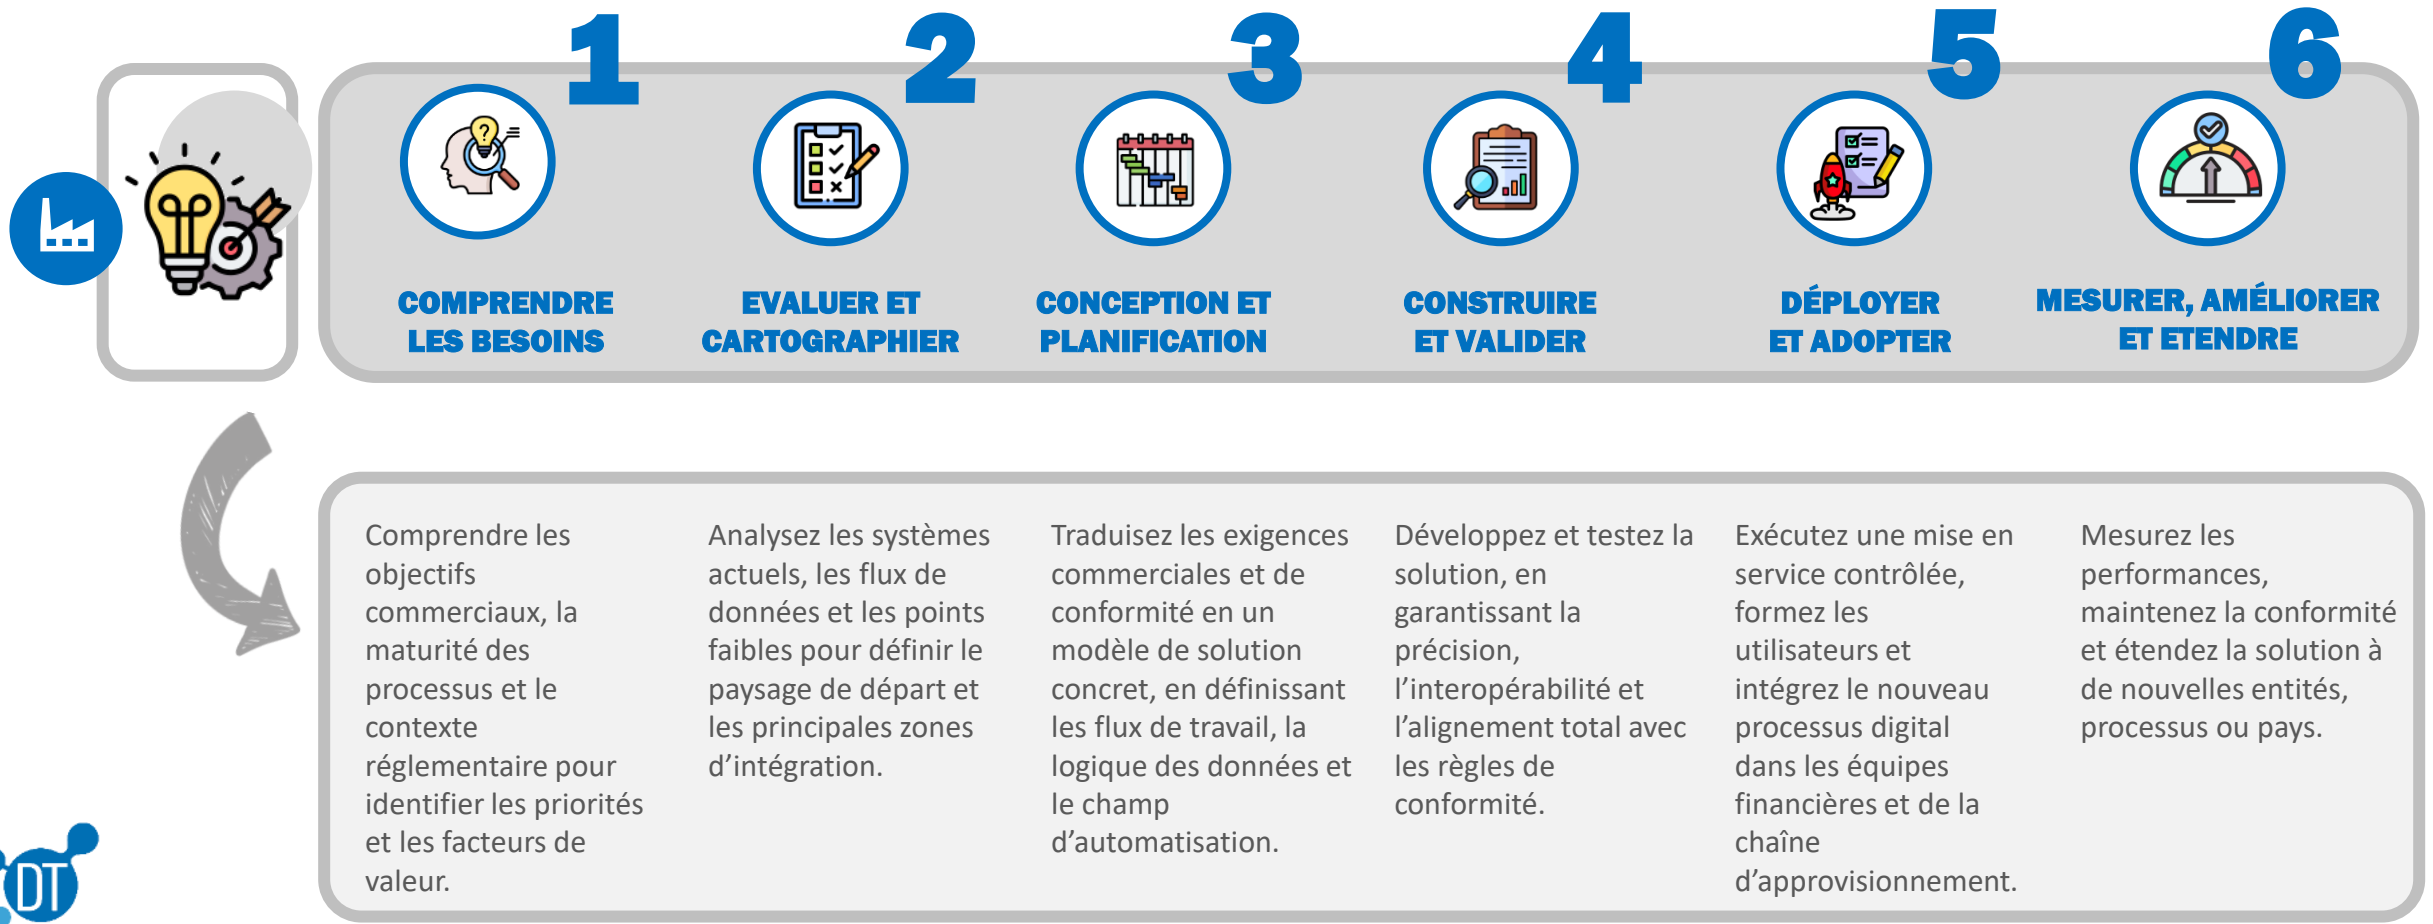 1
COMPRENDRE
LES BESOINS
2
EVALUER ET
CARTOGRAPHIER
3
CONCEPTION ET
PLANIFICATION
4
CONSTRUIRE
ET VALIDER
5
DÉPLOYER
ET ADOPTER
6
MESURER, AMÉLIORER
ET ETENDRE
Comprendre les
objectifs
commerciaux, la
maturité des
processus et le
contexte
réglementaire pour
identifier les priorités
et les facteurs de
valeur.
Analysez les systèmes
actuels, les flux de
données et les points
faibles pour définir le
paysage de départ et
les principales zones
d’intégration.
Traduisez les exigences
commerciales et de
conformité en un
modèle de solution
concret, en définissant
les flux de travail, la
logique des données et
le champ
d’automatisation.
Développez et testez la
solution, en
garantissant la
précision,
l’interopérabilité et
l’alignement total avec
les règles de
conformité.
Exécutez une mise en
service contrôlée,
formez les
utilisateurs et
intégrez le nouveau
processus digital
dans les équipes
financières et de la
chaîne
d’approvisionnement.
Mesurez les
performances,
maintenez la conformité
et étendez la solution à
de nouvelles entités,
processus ou pays.
DT